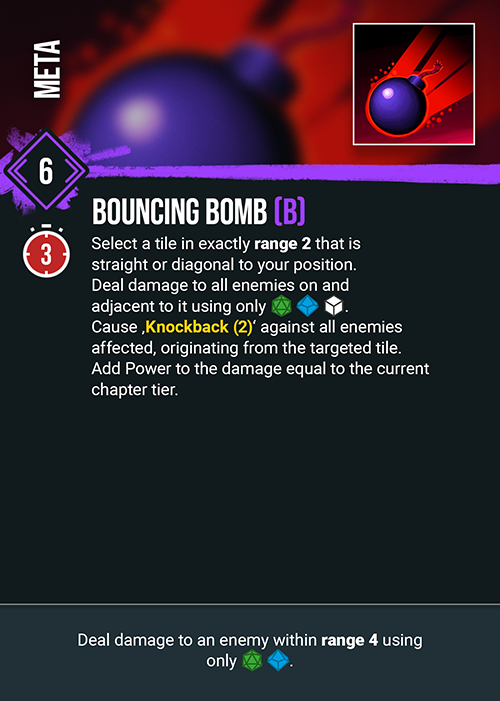 META
6
BOUNCING BOMB (B)
3
Select a tile in exactly range 2 that is
straight or diagonal to your position.
Deal damage to all enemies on and
adjacent to it using only .
Cause ‚Knockback (2)‘ against all enemies
affected, originating from the targeted tile.
Add Power to the damage equal to the current
chapter tier.
Deal damage to an enemy within range 4 using
only .